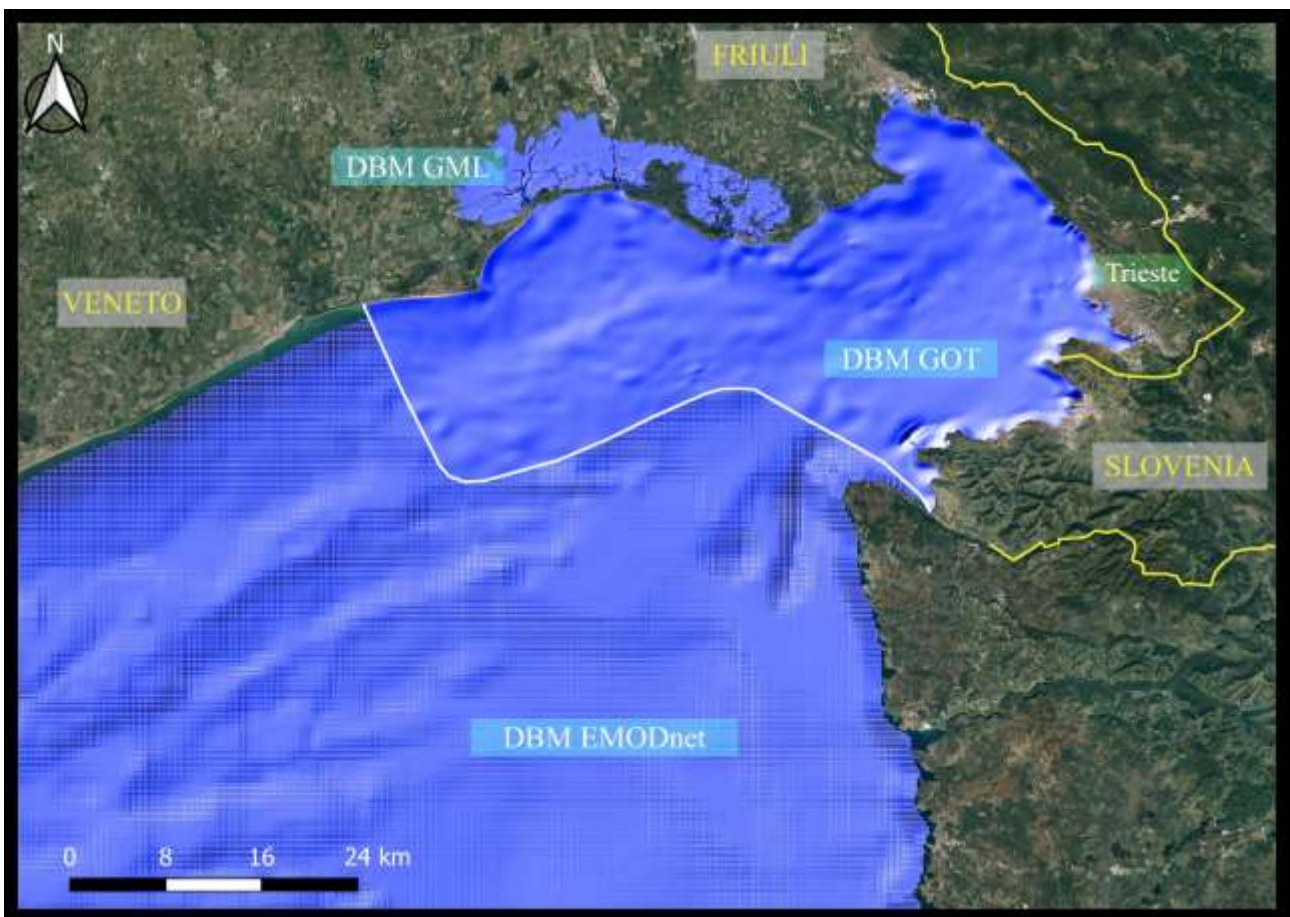 N
FRIULI
DBM GML
VENETO
Trieste
DBM GOT
SLOVENIA
DBM EMODnet
0 8 16 24 km